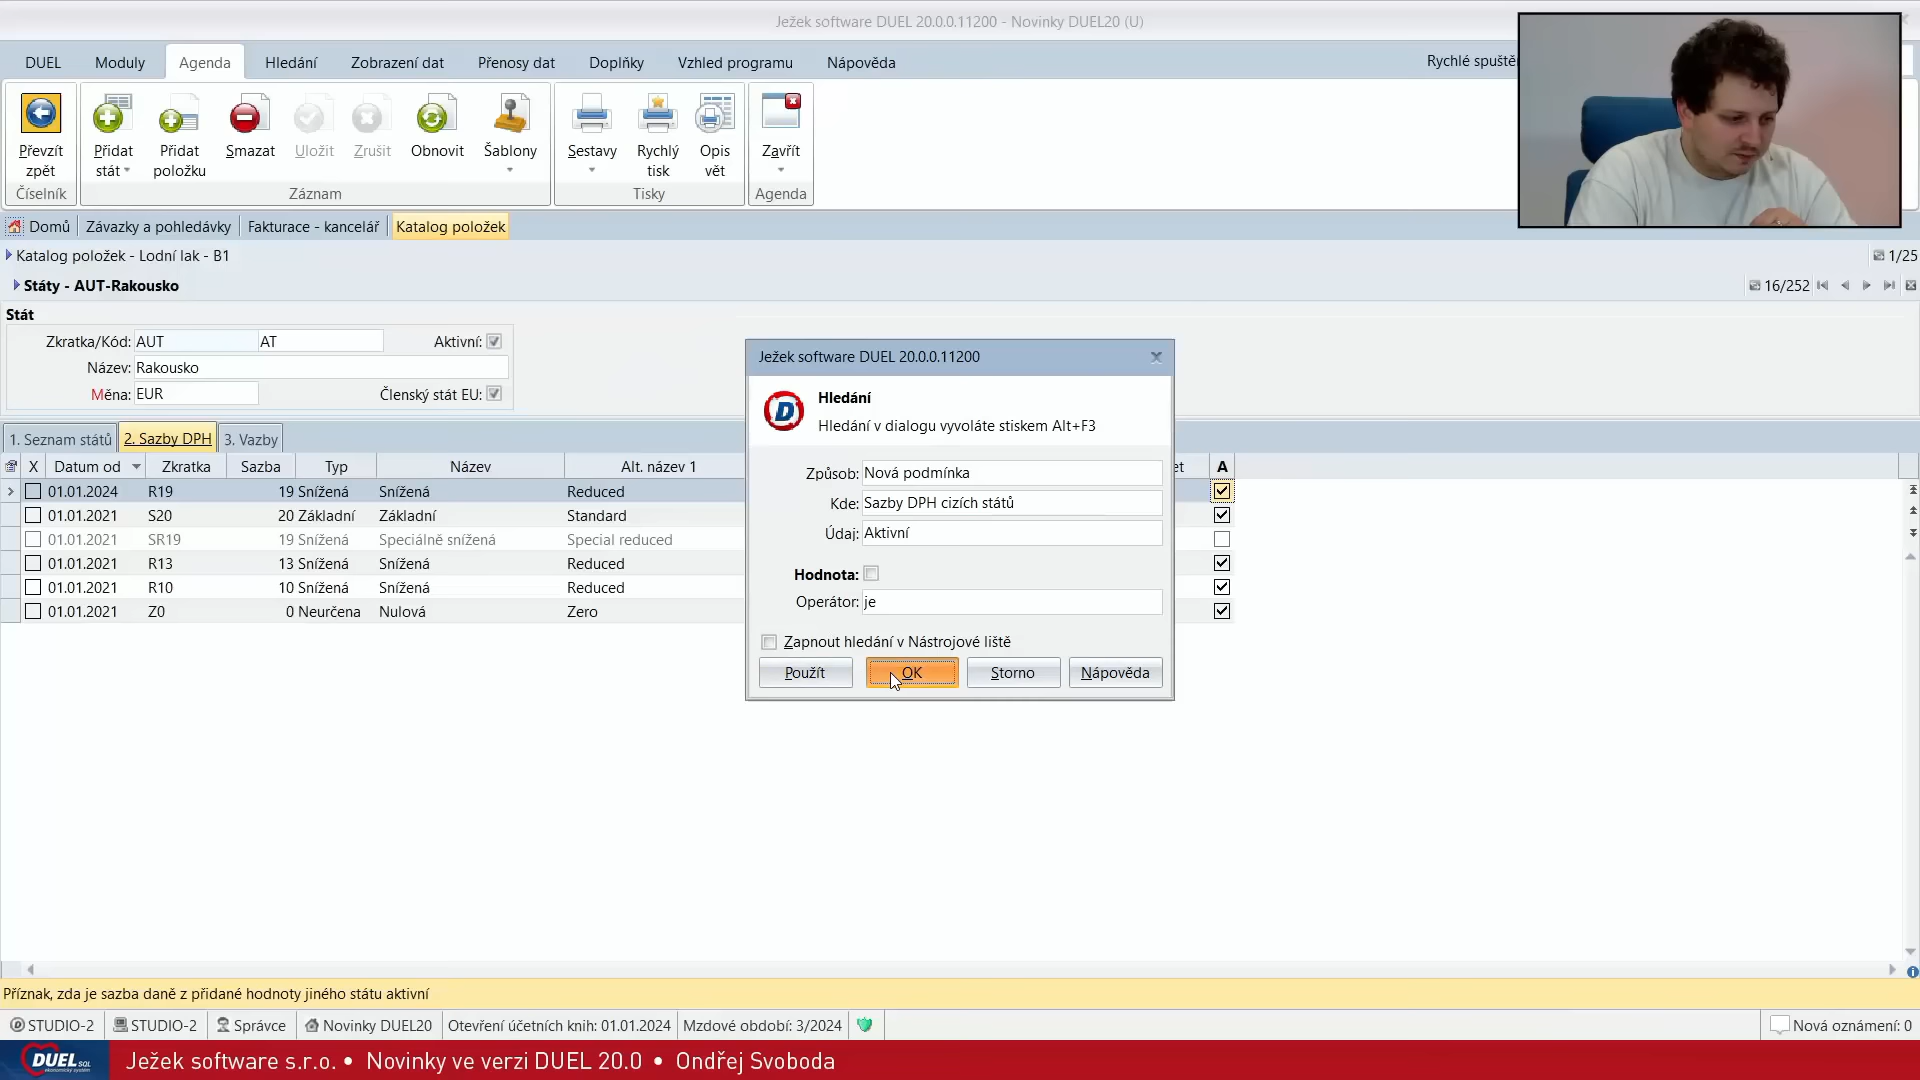 Ježek software DUEL 20.0.0.11200 - Novinky DUEL20 (U)
DUEL Moduly Agenda Hledání Zobrazení dat Přenosy dat Doplňky Vzhled programu Nápověda
Převzít zpět
Číselník
Přidat stát
Přidat položku
Smazat
Uložit
Zrušit
Obnovit
Šablony
Záznam
Sestavy
Rychlý tisk
Opis vět
Tisky
Zavřít
Agenda
Domů Závazky a pohledávky Fakturace - kancelář Katalog položek
Katalog položek - Lodní lak - B1 1/25
Státy - AUT-Rakousko 16/252
Stát
Zkratka/Kód: AUT AT Aktivní:
Název: Rakousko
Měna: EUR Členský stát EU:
1. Seznam států 2. Sazby DPH 3. Vazby
X Datum od Zkratka Sazba Typ Název Alt. název 1 A
01.01.2024 R19 19 Snížená Snížená Reduced
01.01.2021 S20 20 Základní Základní Standard
01.01.2021 SR19 19 Snížená Speciálně snížená Special reduced
01.01.2021 R13 13 Snížená Snížená Reduced
01.01.2021 R10 10 Snížená Snížená Reduced
01.01.2021 Z0 0 Neurčena Nulová Zero
Ježek software DUEL 20.0.0.11200
Hledání
Hledání v dialogu vyvoláte stiskem Alt+F3
Způsob: Nová podmínka
Kde: Sazby DPH cizích států
Údaj: Aktivní
Hodnota:
Operátor: je
Zapnout hledání v Nástrojové liště
Použít OK Storno Nápověda
Příznak, zda je sazba daně z přidané hodnoty jiného státu aktivní
STUDIO-2 STUDIO-2 Správce Novinky DUEL20 Otevření účetních knih: 01.01.2024 Mzdové období: 3/2024 Nová oznámení: 0
DUEL SQL
Ježek software s.r.o. • Novinky ve verzi DUEL 20.0 • Ondřej Svoboda